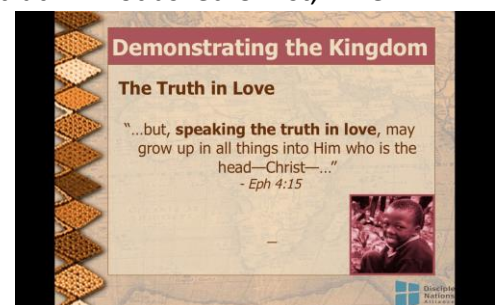 Demonstrating the Kingdom
The Truth in Love
“…but, speaking the truth in love, may
grow up in all things into Him who is the
head—Christ—…”
- Eph 4:15
–
Disciple
Nations
Alliance